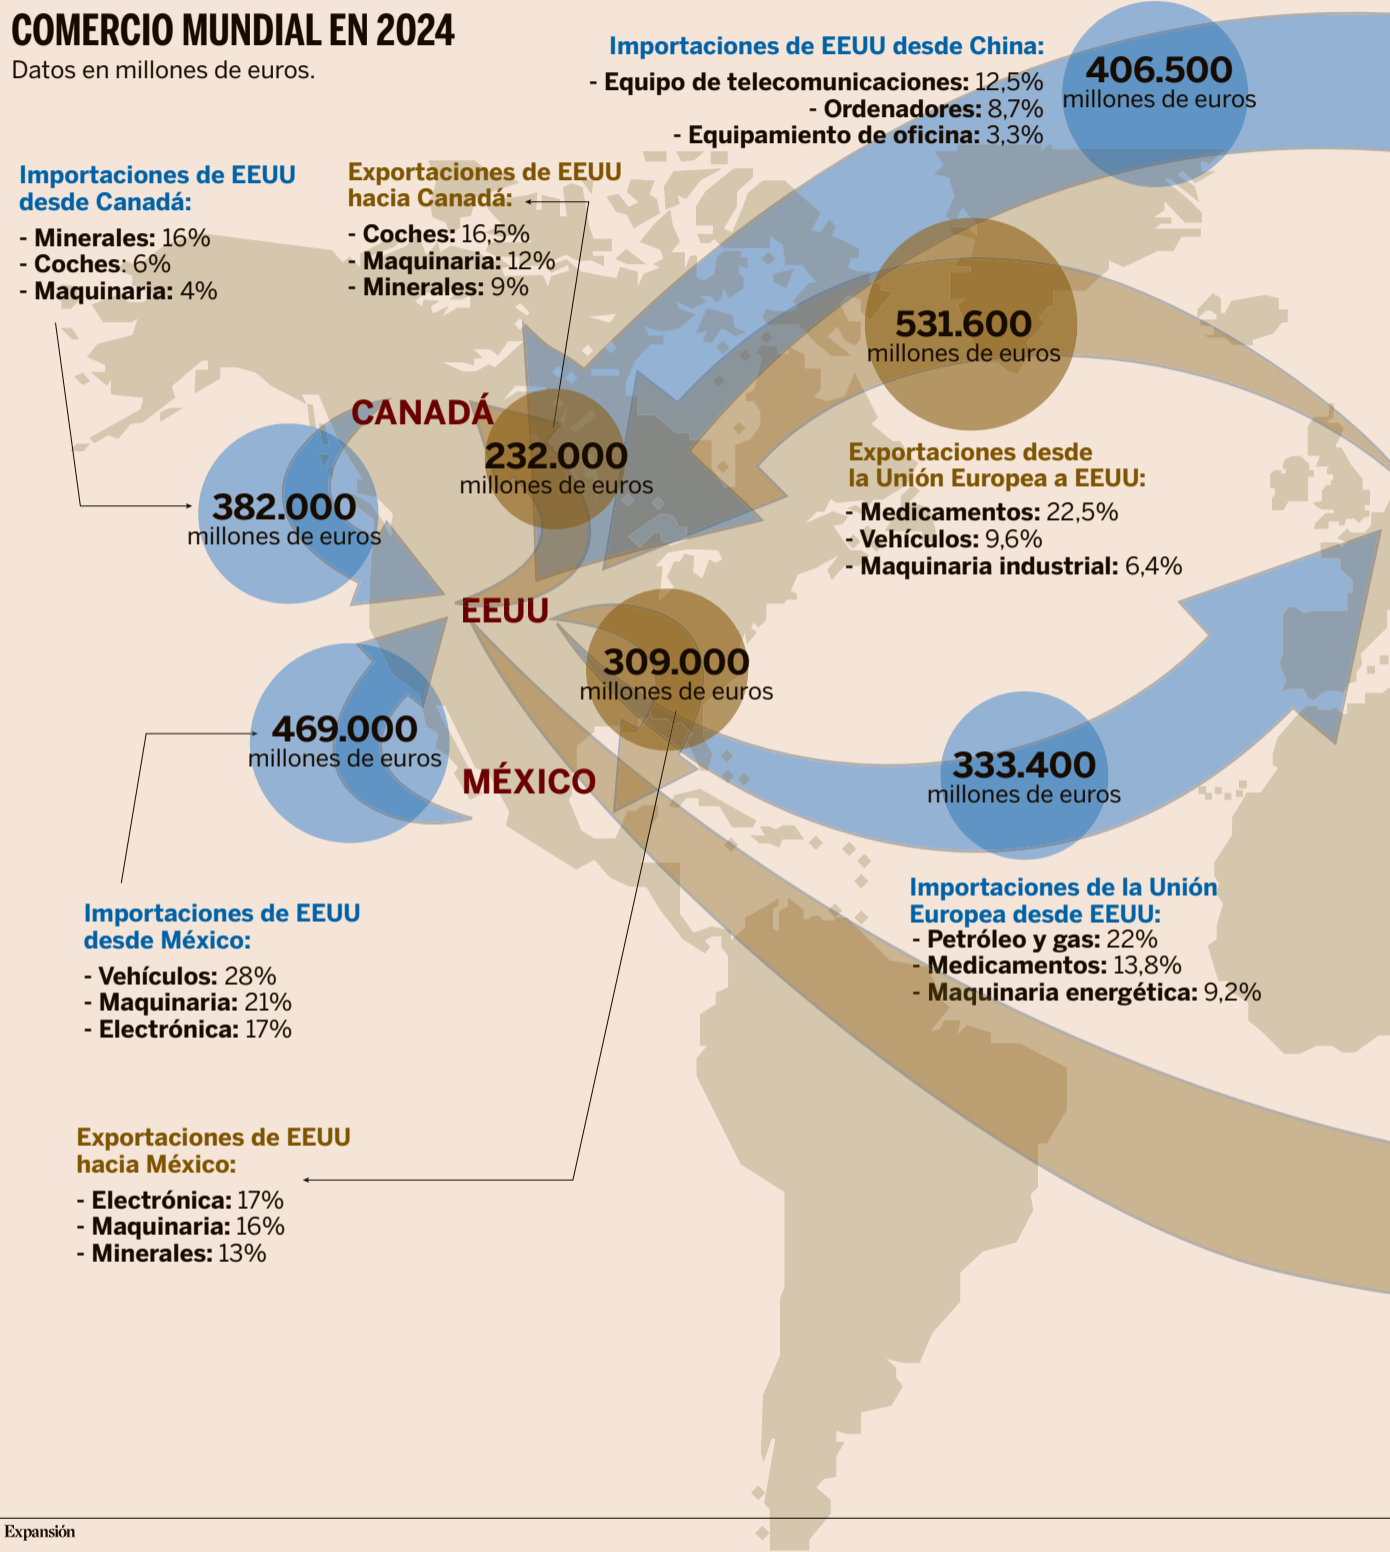 COMERCIO MUNDIAL EN 2024
Datos en millones de euros.
Importaciones de EEUU desde China:
- Equipo de telecomunicaciones: 12,5%
- Ordenadores: 8,7%
- Equipamiento de oficina: 3,3%
406.500
millones de euros
Importaciones de EEUU
desde Canadá:
- Minerales: 16%
- Coches: 6%
- Maquinaria: 4%
Exportaciones de EEUU
hacia Canadá:
- Coches: 16,5%
- Maquinaria: 12%
- Minerales: 9%
531.600
millones de euros
CANADÁ
232.000
millones de euros
382.000
millones de euros
Exportaciones desde
la Unión Europea a EEUU:
- Medicamentos: 22,5%
- Vehículos: 9,6%
- Maquinaria industrial: 6,4%
EEUU
309.000
millones de euros
469.000
millones de euros
MÉXICO
333.400
millones de euros
Importaciones de la Unión
Europea desde EEUU:
- Petróleo y gas: 22%
- Medicamentos: 13,8%
- Maquinaria energética: 9,2%
Importaciones de EEUU
desde México:
- Vehículos: 28%
- Maquinaria: 21%
- Electrónica: 17%
Exportaciones de EEUU
hacia México:
- Electrónica: 17%
- Maquinaria: 16%
- Minerales: 13%
Expansión